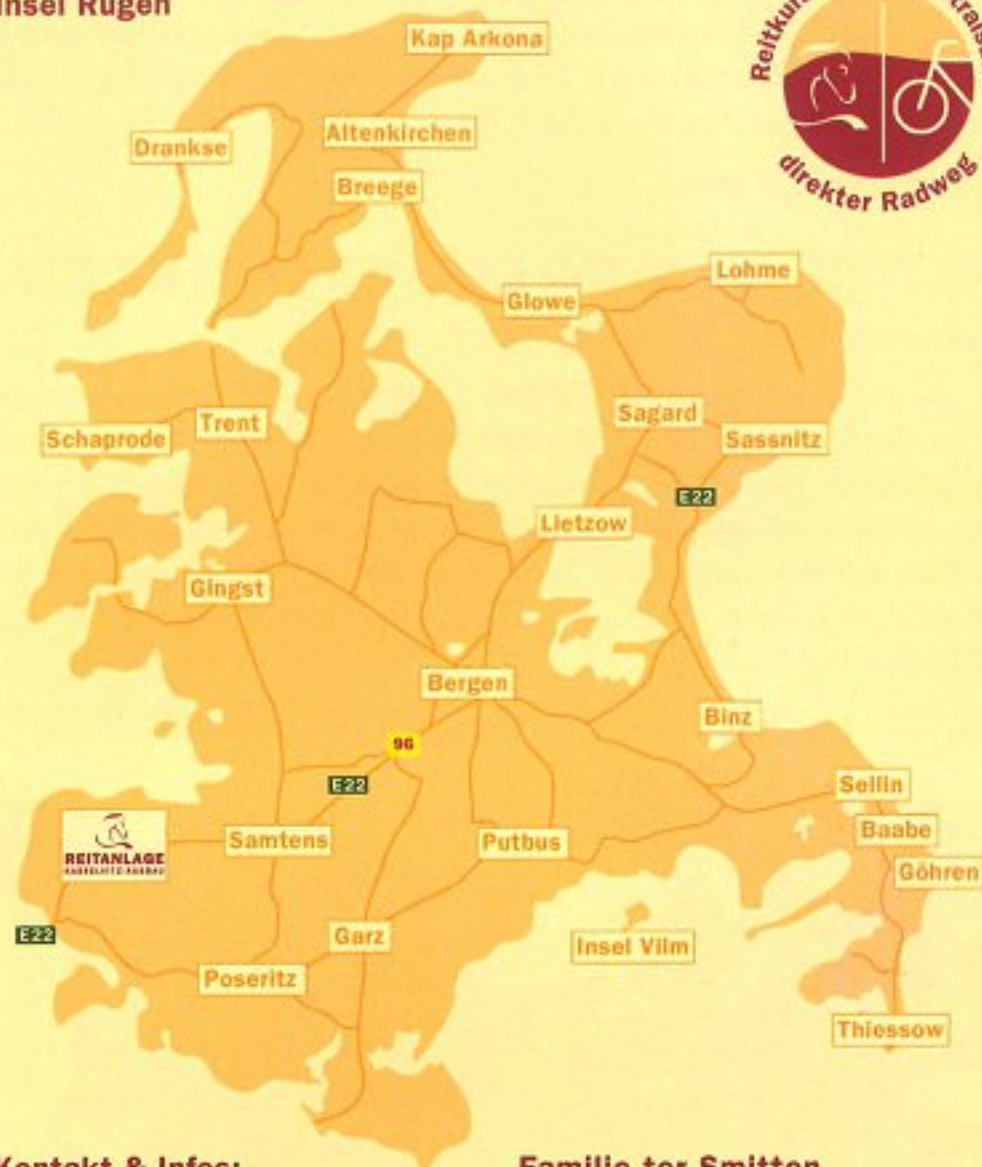 Insel Rügen
Kap Arkona
Drankse
Altenkirchen
Breege
direkter Radweg
Lohme
Glowe
Sagard
Schaprode
Trent
Sassnitz
E22
Lietzow
Gingst
Bergen
Binz
96
E22
Sellin
REITANLAGE
Samtens
Putbus
Baabe
Göhren
E22
Garz
Insel Vilm
Poseritz
Thiessow
Kontakt & Infos:
Familie ter Smitten